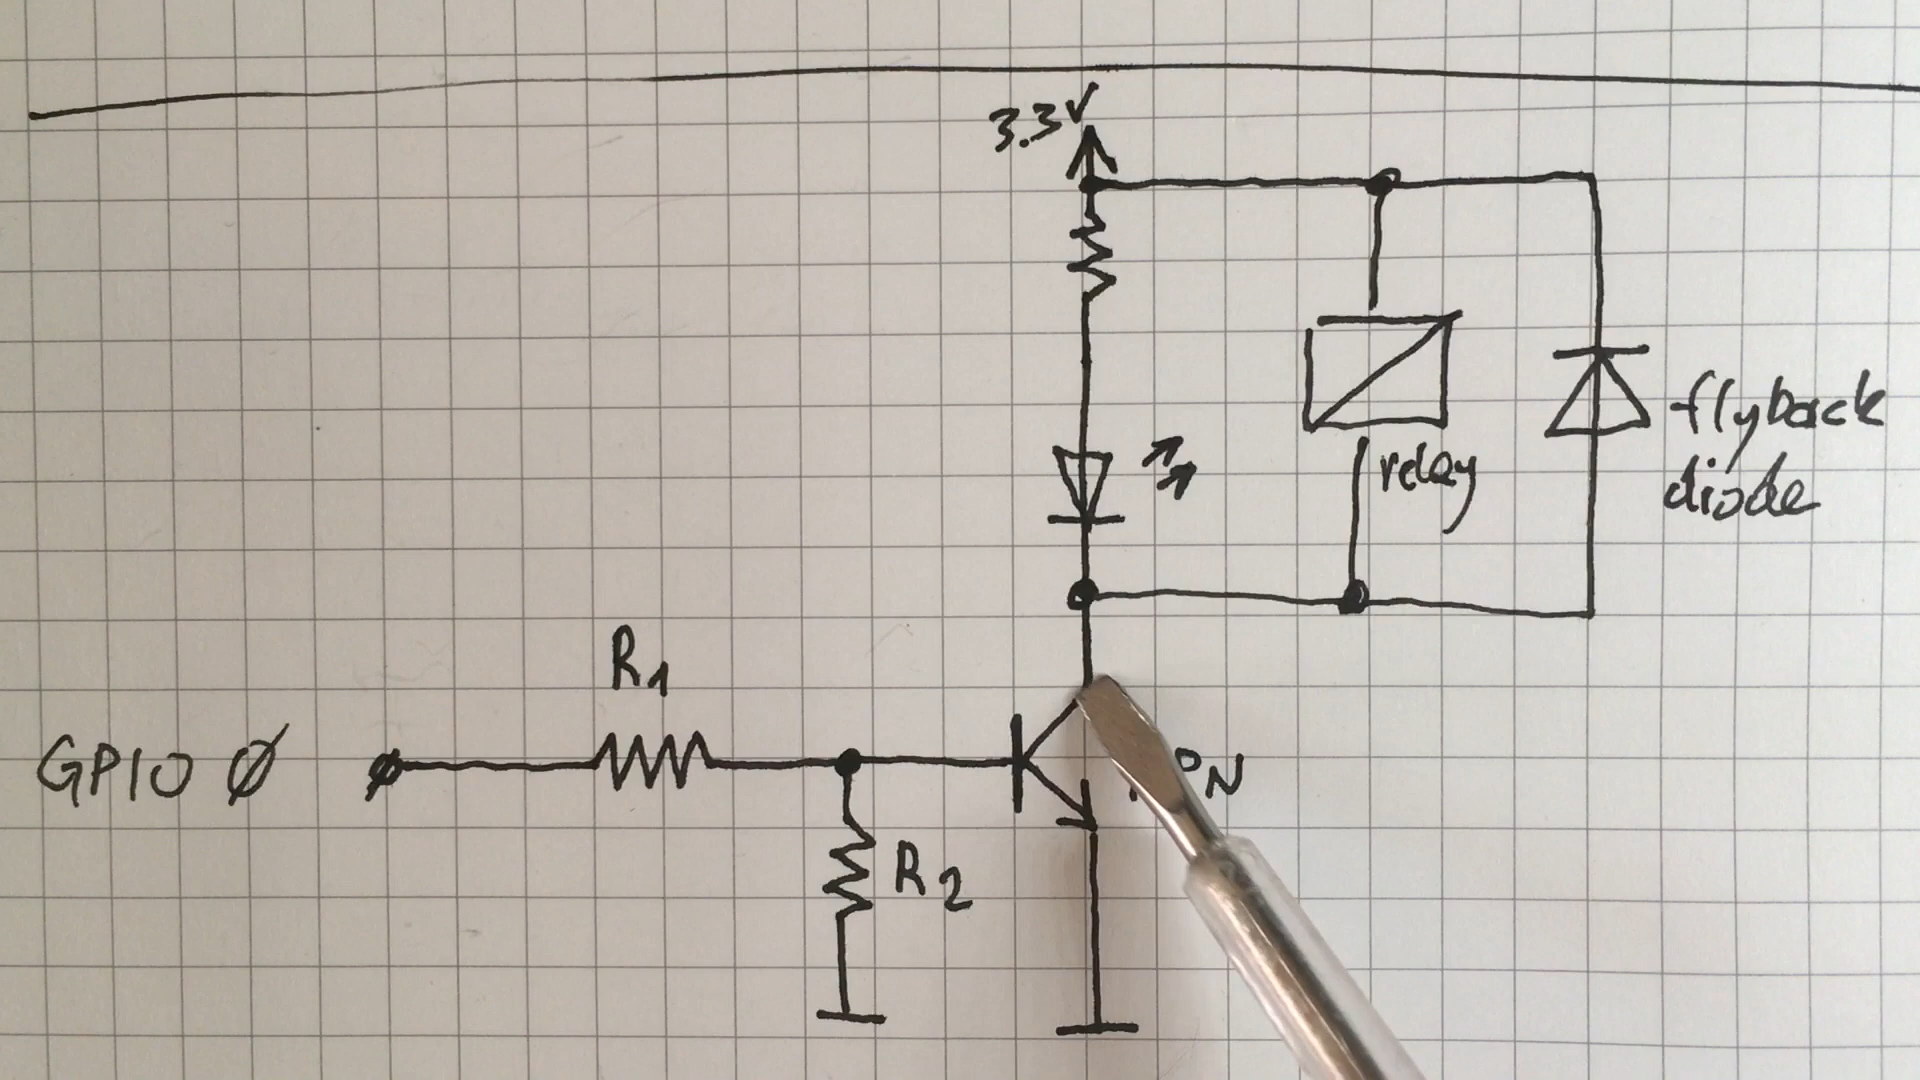 3.3V
flyback
diode
relay
R1
GPIO Ø
R2